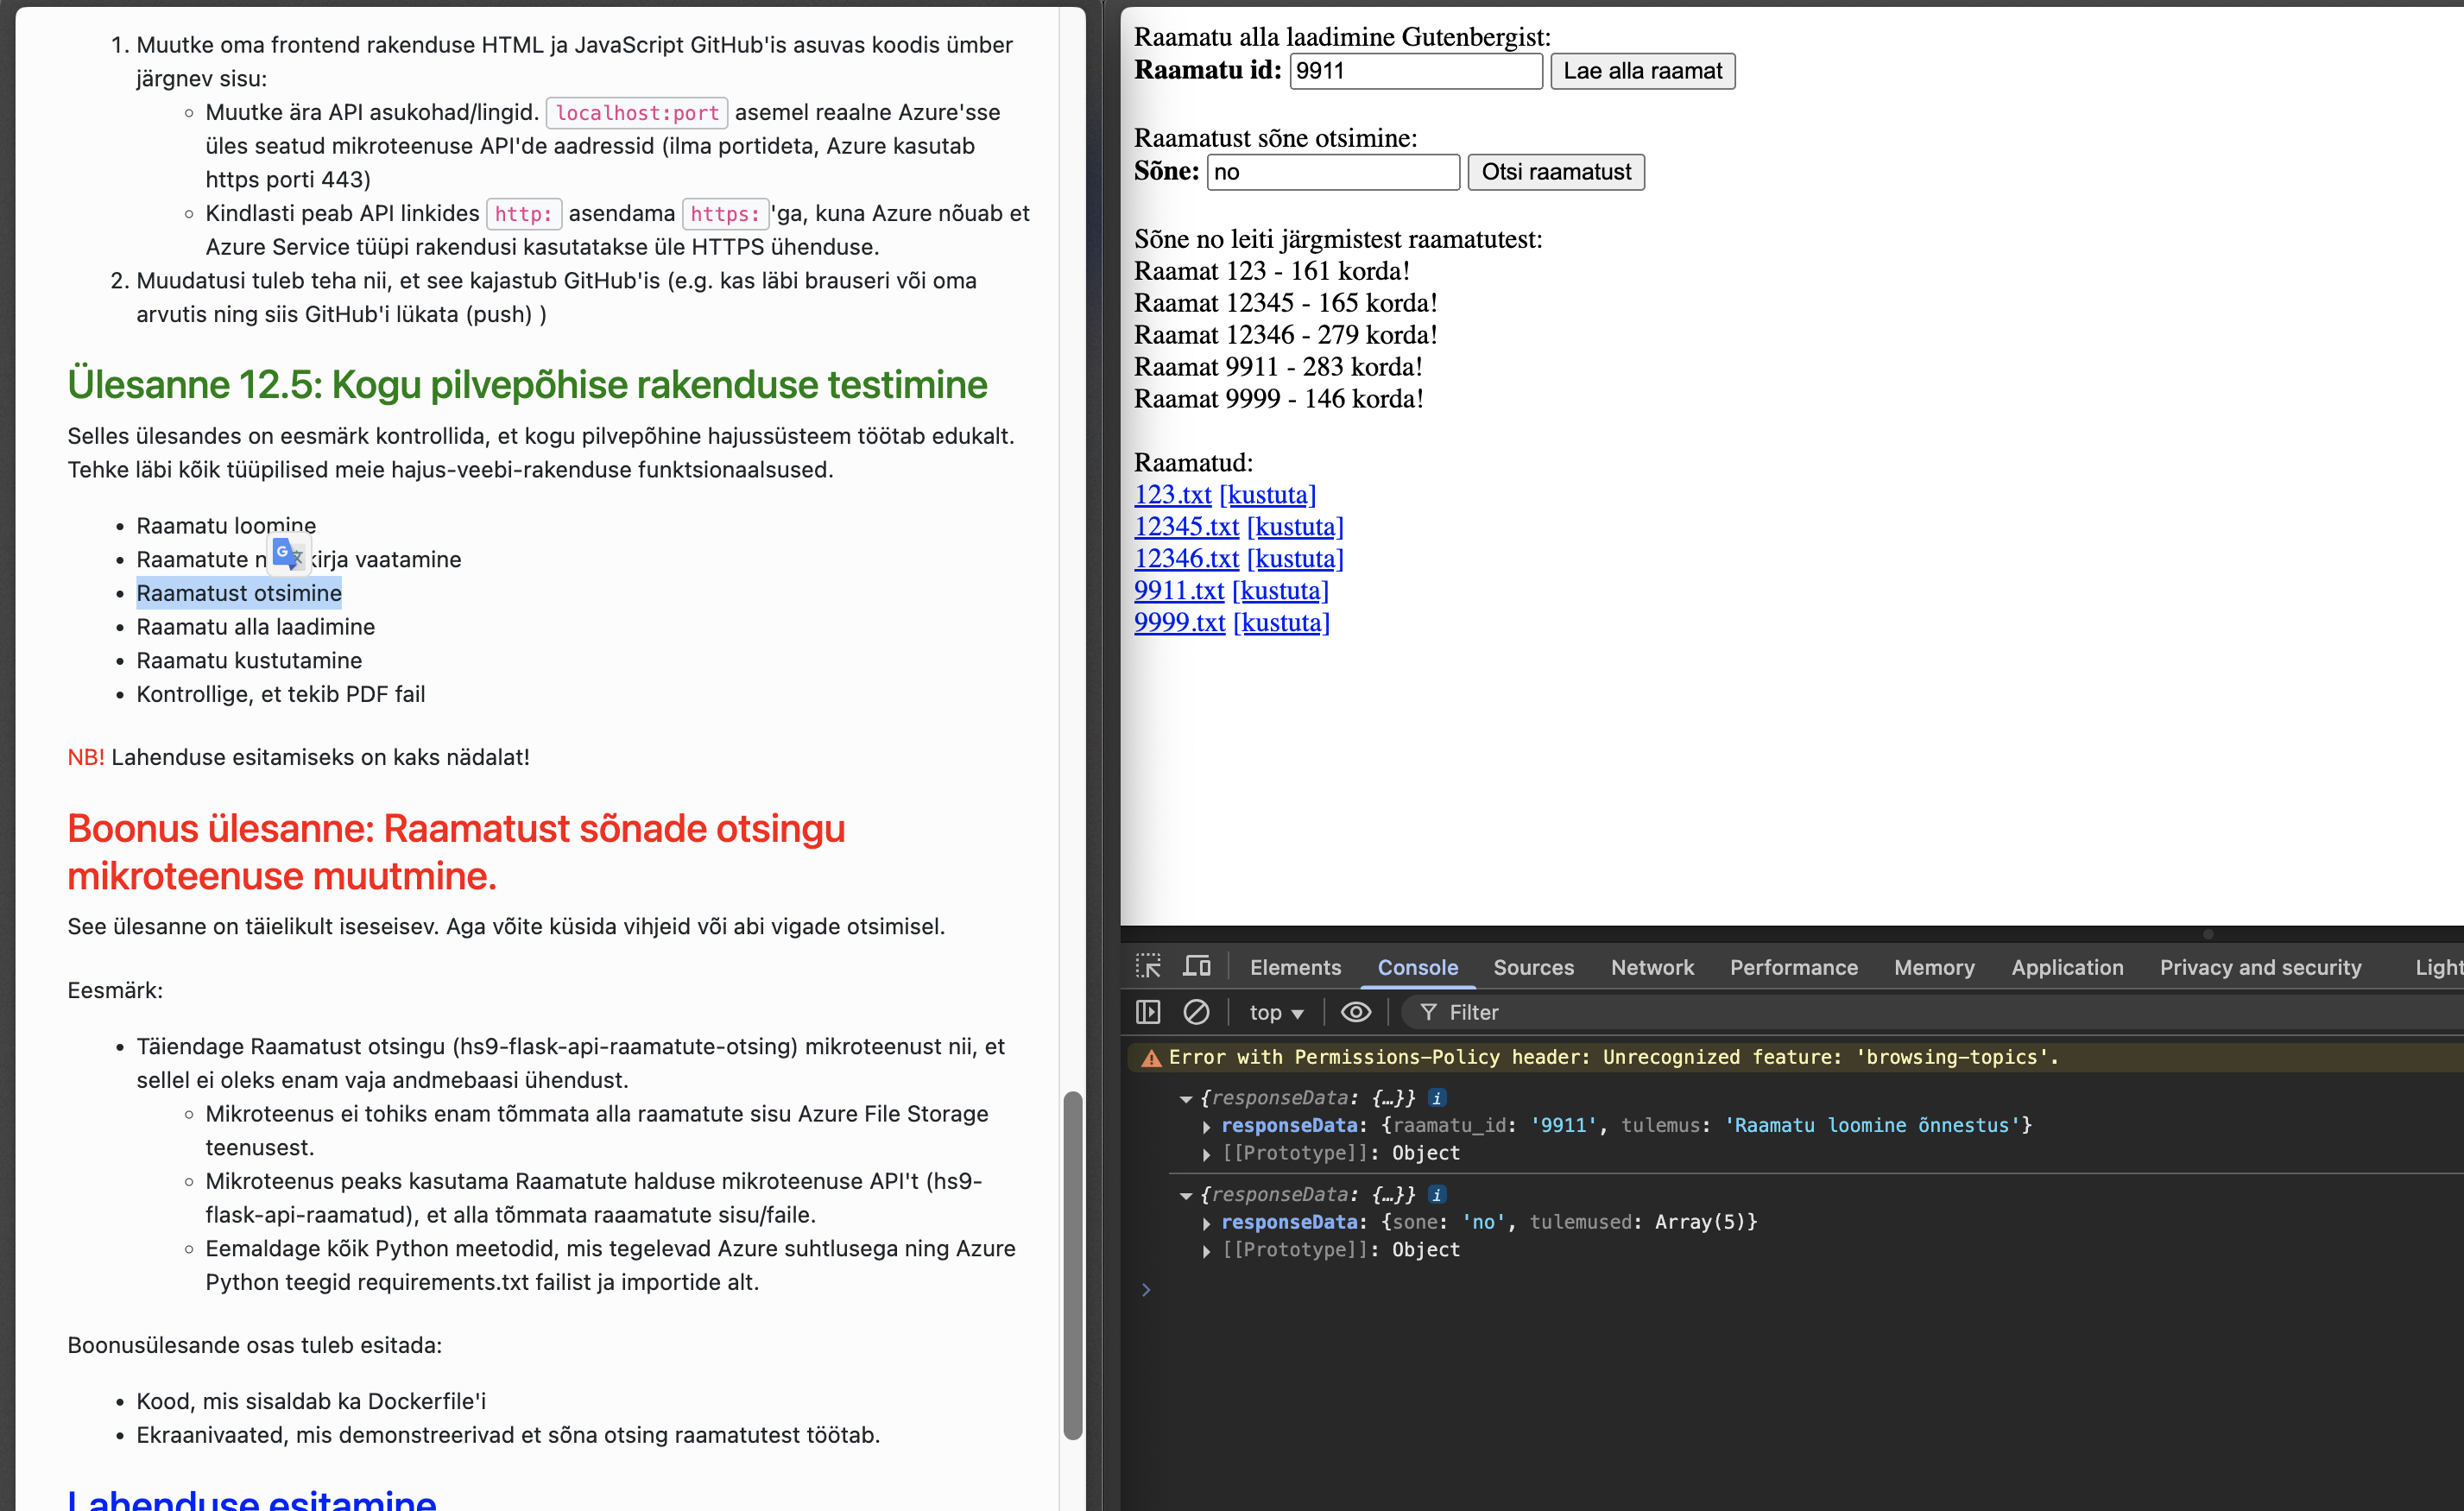 1. Muutke oma frontend rakenduse HTML ja JavaScript GitHub'is asuvas koodis ümber
järgnev sisu:
Muutke ära API asukohad/lingid. localhost:port asemel reaalne Azure'sse
üles seatud mikroteenuse API'de aadressid (ilma portideta, Azure kasutab
https porti 443)
Kindlasti peab API linkides http: asendama https: 'ga, kuna Azure nõuab et
Azure Service tüüpi rakendusi kasutatakse üle HTTPS ühenduse.
2. Muudatusi tuleb teha nii, et see kajastub GitHub'is (e.g. kas läbi brauseri või oma
arvutis ning siis GitHub'i lükata (push) )
Ülesanne 12.5: Kogu pilvepõhise rakenduse testimine
Selles ülesandes on eesmärk kontrollida, et kogu pilvepõhine hajussüsteem töötab edukalt.
Tehke läbi kõik tüüpilised meie hajus-veebi-rakenduse funktsionaalsused.
Raamatu loomine
Raamatute n kirja vaatamine
Raamatust otsimine
Raamatu alla laadimine
Raamatu kustutamine
Kontrollige, et tekib PDF fail
NB! Lahenduse esitamiseks on kaks nädalat!
Boonus ülesanne: Raamatust sõnade otsingu
mikroteenuse muutmine.
See ülesanne on täielikult iseseisev. Aga võite küsida vihjeid või abi vigade otsimisel.
Eesmärk:
Täiendage Raamatust otsingu (hs9-flask-api-raamatute-otsing) mikroteenust nii, et
sellel ei oleks enam vaja andmebaasi ühendust.
Mikroteenus ei tohiks enam tõmmata alla raamatute sisu Azure File Storage
teenusest.
Mikroteenus peaks kasutama Raamatute halduse mikroteenuse API't (hs9-
flask-api-raamatud), et alla tõmmata raaamatute sisu/faile.
Eemaldage kõik Python meetodid, mis tegelevad Azure suhtlusega ning Azure
Python teegid requirements.txt failist ja importide alt.
Boonusülesande osas tuleb esitada:
Kood, mis sisaldab ka Dockerfile'i
Ekraanivaated, mis demonstreerivad et sõna otsing raamatutest töötab.
Lahenduse esitamine
Raamatu alla laadimine Gutenbergist:
Raamatu id: 9911 Lae alla raamat
Raamatust sõne otsimine:
Sõne: no Otsi raamatust
Sõne no leiti järgmistest raamatutest:
Raamat 123 - 161 korda!
Raamat 12345 - 165 korda!
Raamat 12346 - 279 korda!
Raamat 9911 - 283 korda!
Raamat 9999 - 146 korda!
Raamatud:
123.txt [kustuta]
12345.txt [kustuta]
12346.txt [kustuta]
9911.txt [kustuta]
9999.txt [kustuta]
Elements Console Sources Network Performance Memory Application Privacy and security Light
top Filter
Error with Permissions-Policy header: Unrecognized feature: 'browsing-topics'.
{responseData: {…}} i
responseData: {raamatu_id: '9911', tulemus: 'Raamatu loomine õnnestus'}
[[Prototype]]: Object
{responseData: {…}} i
responseData: {sone: 'no', tulemused: Array(5)}
[[Prototype]]: Object